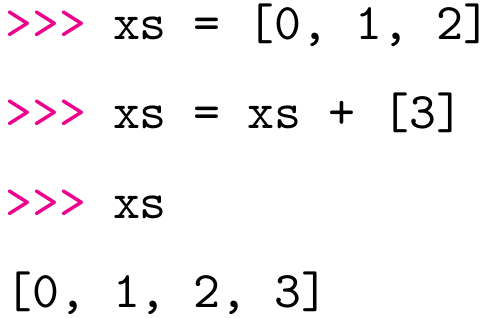 >>> xs = [0, 1, 2]
>>> xs = xs + [3]
>>> xs
[0, 1, 2, 3]